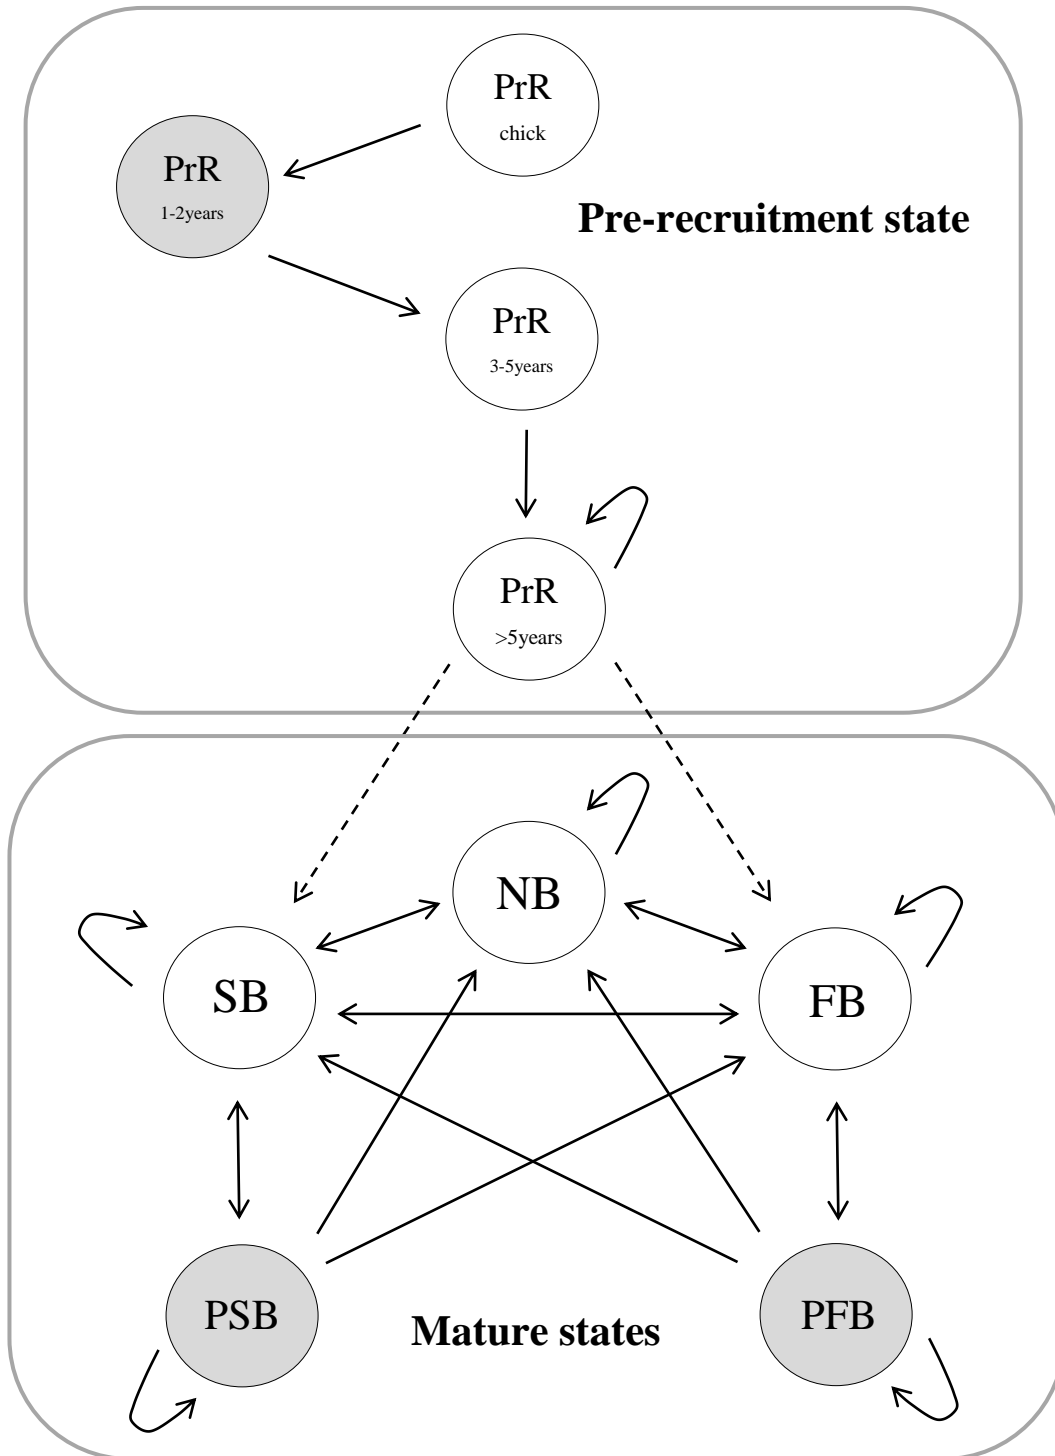 PrR
chick
PrR
1-2years
Pre-recruitment state
PrR
3-5years
PrR
>5years
NB
SB
FB
PSB
PFB
Mature states